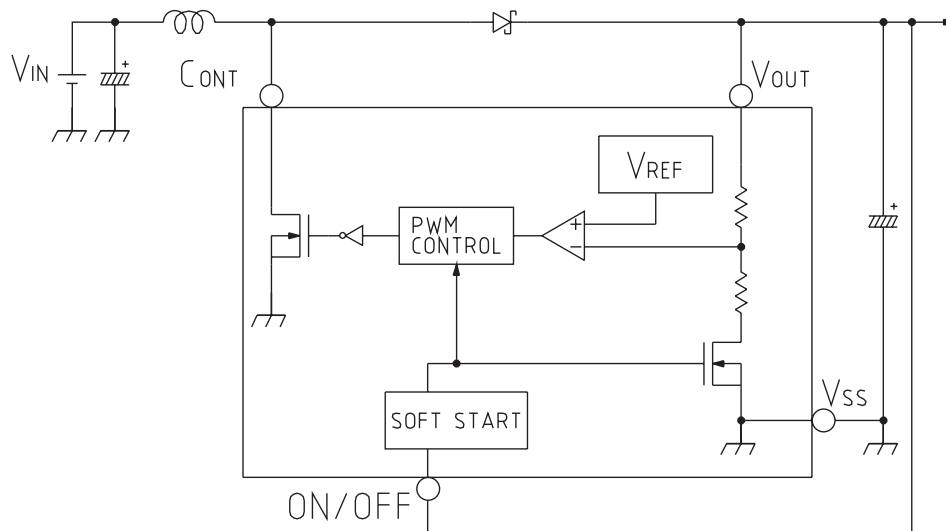 VIN
+
CONT
VOUT
VREF
+
−
PWM
CONTROL
+
SOFT START
VSS
ON/OFF